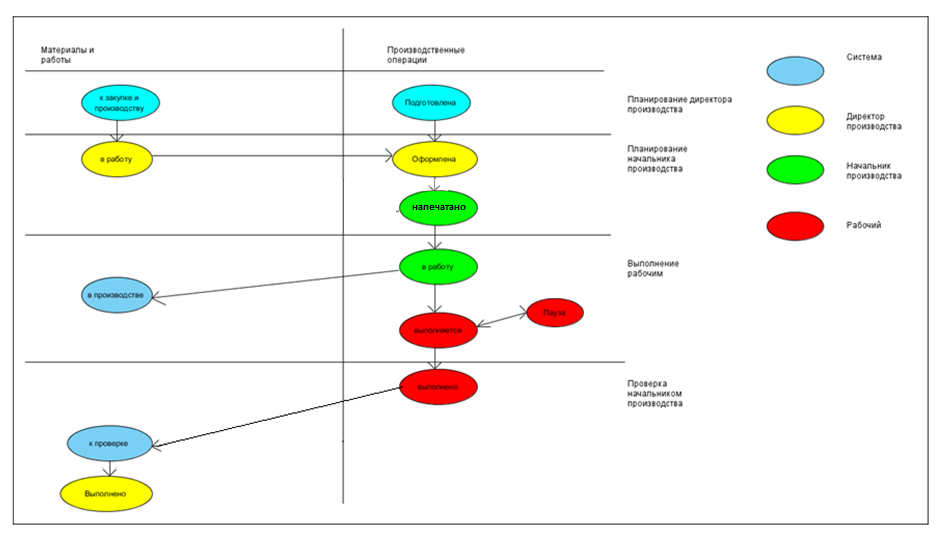 Материалы и
работы
Производственные
операции
Система
к закупке и
производству
Подготовлена
Планирование директора
производства
Директор
производства
в работу
Оформлена
Планирование
начальника
производства
Начальник
производства
напечатано
Рабочий
в работу
Выполнение
рабочим
в производстве
Пауза
выполняется
выполнено
Проверка
начальником
производства
к проверке
Выполнено